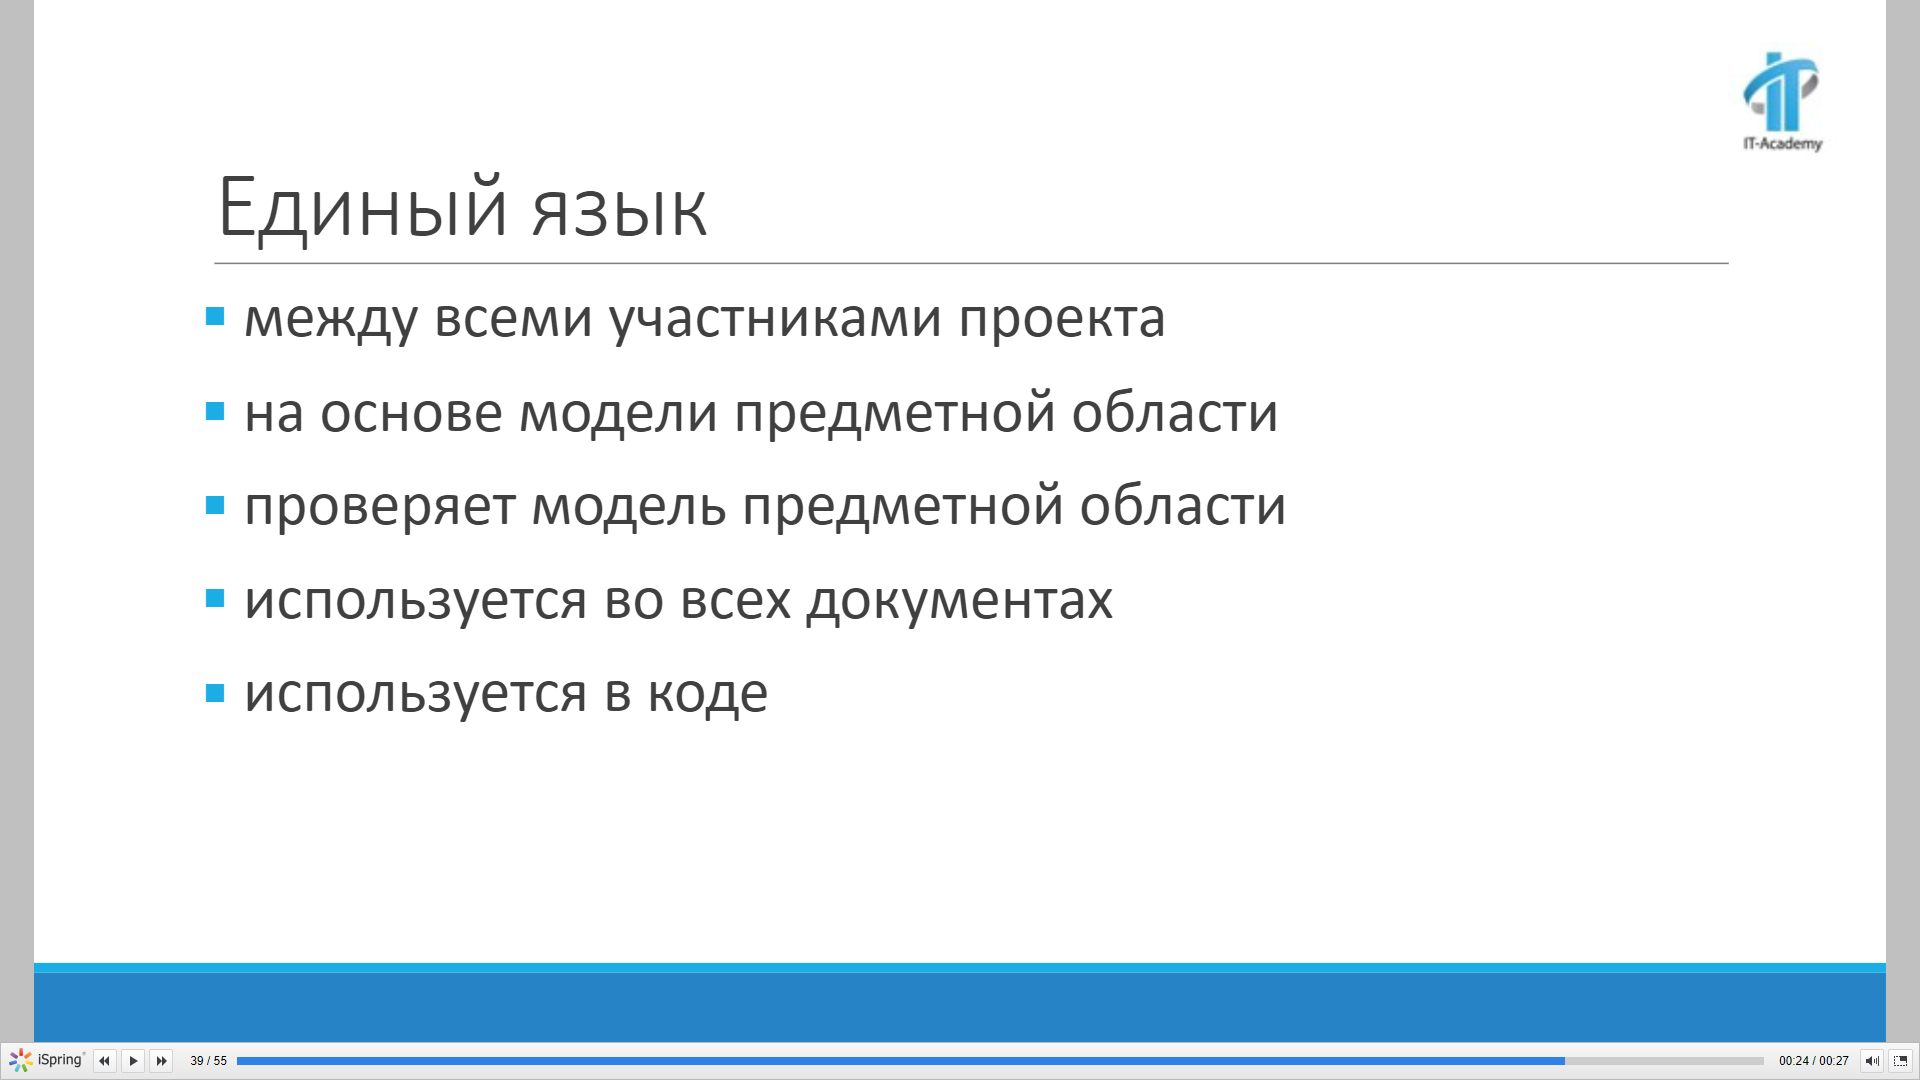 IT-Academy
Единый язык
между всеми участниками проекта
на основе модели предметной области
проверяет модель предметной области
используется во всех документах
используется в коде
iSpring 39 / 55 00:24 / 00:27